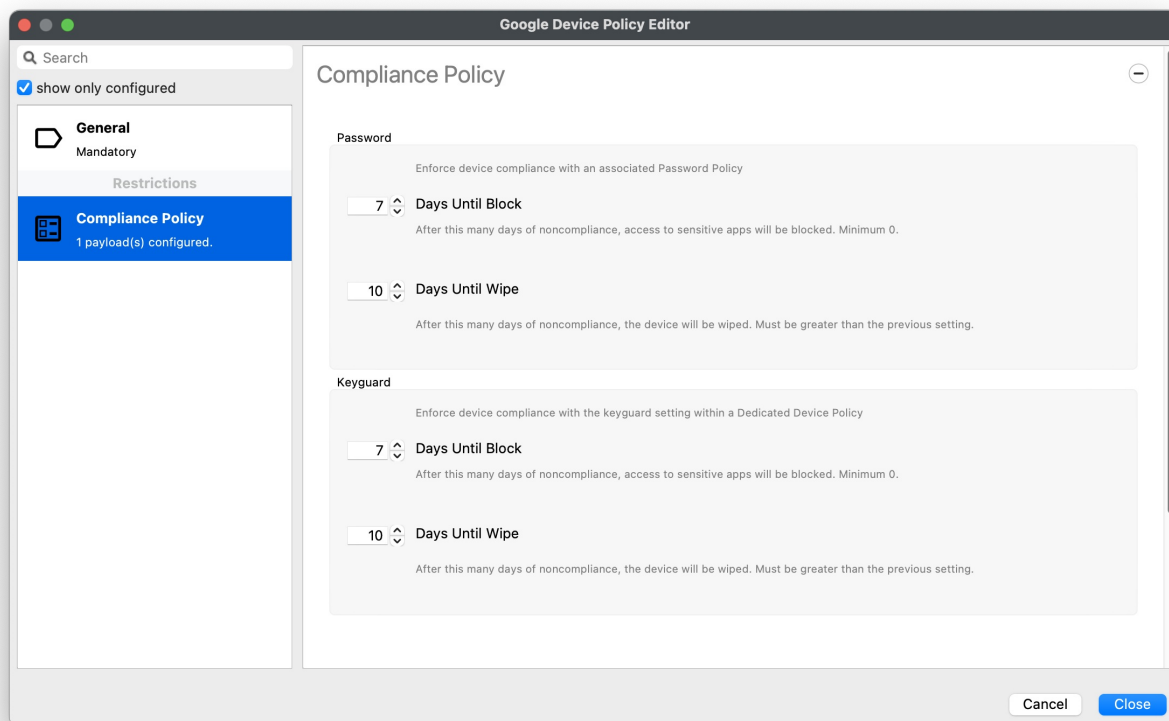 Google Device Policy Editor
Search
show only configured
General
Mandatory
Restrictions
Compliance Policy
1 payload(s) configured.
Compliance Policy
Password
Enforce device compliance with an associated Password Policy
7 Days Until Block
After this many days of noncompliance, access to sensitive apps will be blocked. Minimum 0.
10 Days Until Wipe
After this many days of noncompliance, the device will be wiped. Must be greater than the previous setting.
Keyguard
Enforce device compliance with the keyguard setting within a Dedicated Device Policy
7 Days Until Block
After this many days of noncompliance, access to sensitive apps will be blocked. Minimum 0.
10 Days Until Wipe
After this many days of noncompliance, the device will be wiped. Must be greater than the previous setting.
Cancel Close